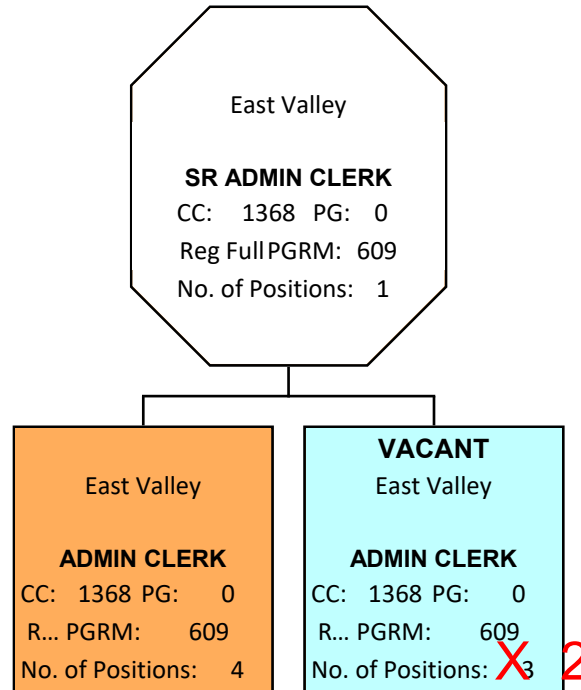 East Valley
SR ADMIN CLERK
CC: 1368 PG: 0
Reg Full PGRM: 609
No. of Positions: 1
East Valley
ADMIN CLERK
CC: 1368 PG: 0
R... PGRM: 609
No. of Positions: 4
VACANT
East Valley
ADMIN CLERK
CC: 1368 PG: 0
R... PGRM: 609
No. of Positions: 3 X 2